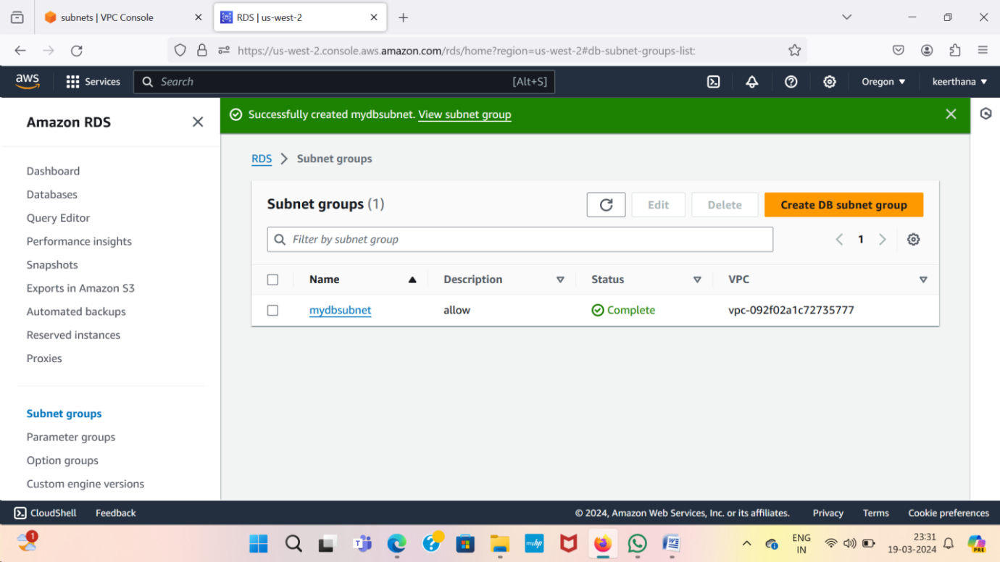 subnets | VPC Console
RDS | us-west-2
https://us-west-2.console.aws.amazon.com/rds/home?region=us-west-2#db-subnet-groups-list:
aws
Services
Search
[Alt+S]
Oregon
keerthana
Amazon RDS
Dashboard
Databases
Query Editor
Performance insights
Snapshots
Exports in Amazon S3
Automated backups
Reserved instances
Proxies
Subnet groups
Parameter groups
Option groups
Custom engine versions
Successfully created mydbsubnet. View subnet group
RDS > Subnet groups
Subnet groups (1)
Edit
Delete
Create DB subnet group
Filter by subnet group
1
Name Description Status VPC
mydbsubnet allow Complete vpc-092f02a1c72735777
CloudShell Feedback © 2024, Amazon Web Services, Inc. or its affiliates. Privacy Terms Cookie preferences
1
myhp
ENG
IN
23:31
19-03-2024
PRE